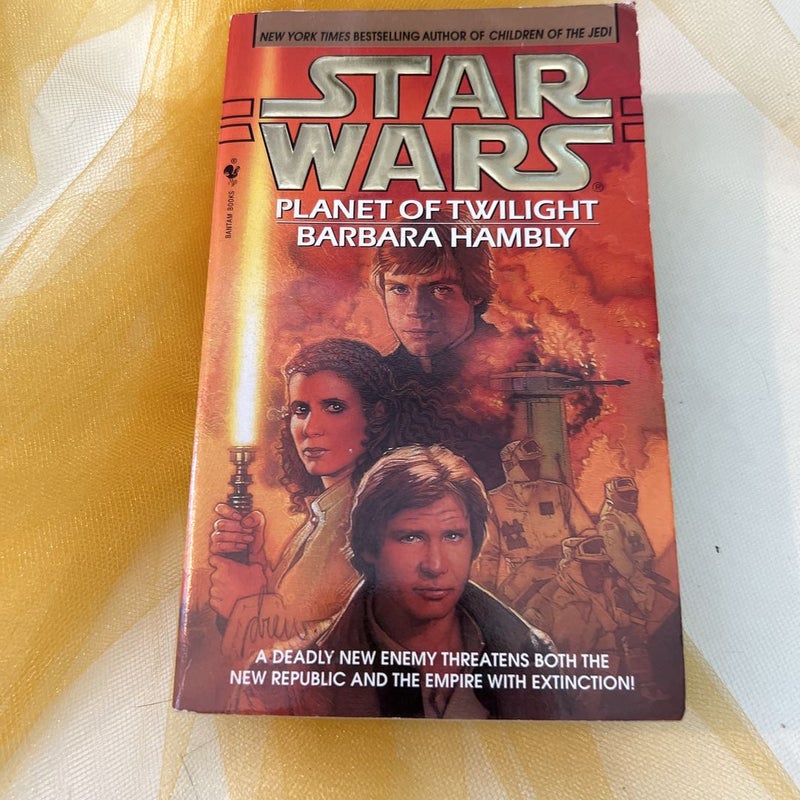 NEW YORK TIMES BESTSELLING AUTHOR OF CHILDREN OF THE JEDI
STAR
WARS®
PLANET OF TWILIGHT
BARBARA HAMBLY
BANTAM BOOKS ®
drew
A DEADLY NEW ENEMY THREATENS BOTH THE
NEW REPUBLIC AND THE EMPIRE WITH EXTINCTION!